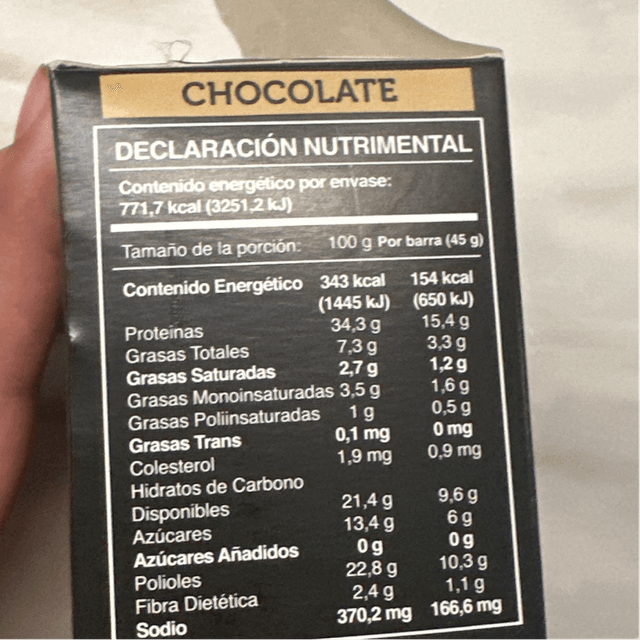 CHOCOLATE
DECLARACIÓN NUTRIMENTAL
Contenido energético por envase:
771,7 kcal (3251,2 kJ)
Tamaño de la porción: 100 g Por barra (45 g)
Contenido Energético 343 kcal 154 kcal
(1445 kJ) (650 kJ)
Proteínas 34,3 g 15,4 g
Grasas Totales 7,3 g 3,3 g
Grasas Saturadas 2,7 g 1,2 g
Grasas Monoinsaturadas 3,5 g 1,6 g
Grasas Poliinsaturadas 1 g 0,5 g
Grasas Trans 0,1 mg 0 mg
Colesterol 1,9 mg 0,9 mg
Hidratos de Carbono
Disponibles 21,4 g 9,6 g
Azúcares 13,4 g 6 g
Azúcares Añadidos 0 g 0 g
Polioles 22,8 g 10,3 g
Fibra Dietética 2,4 g 1,1 g
Sodio 370,2 mg 166,6 mg